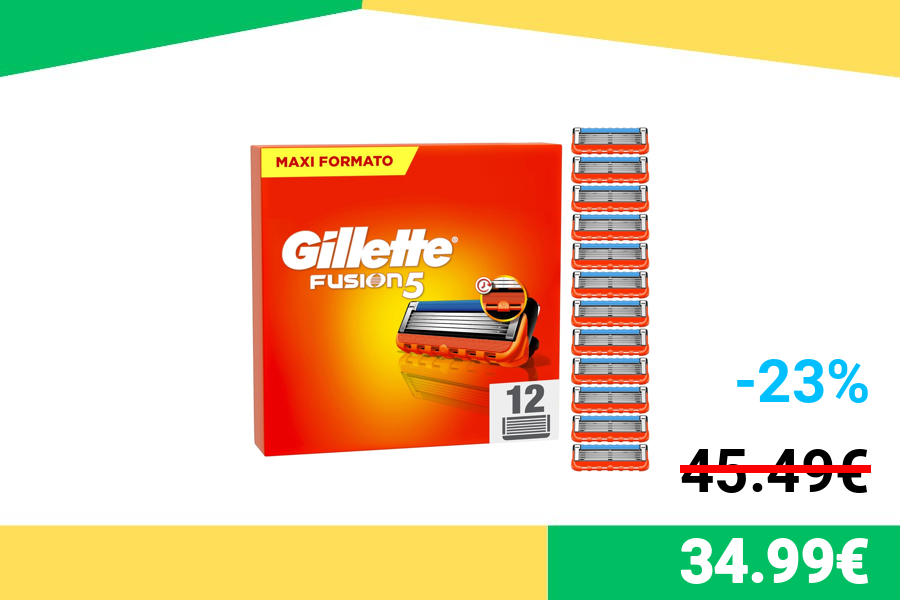 MAXI FORMATO
Gillette®
FUSION5
12
-23%
45.49€
34.99€